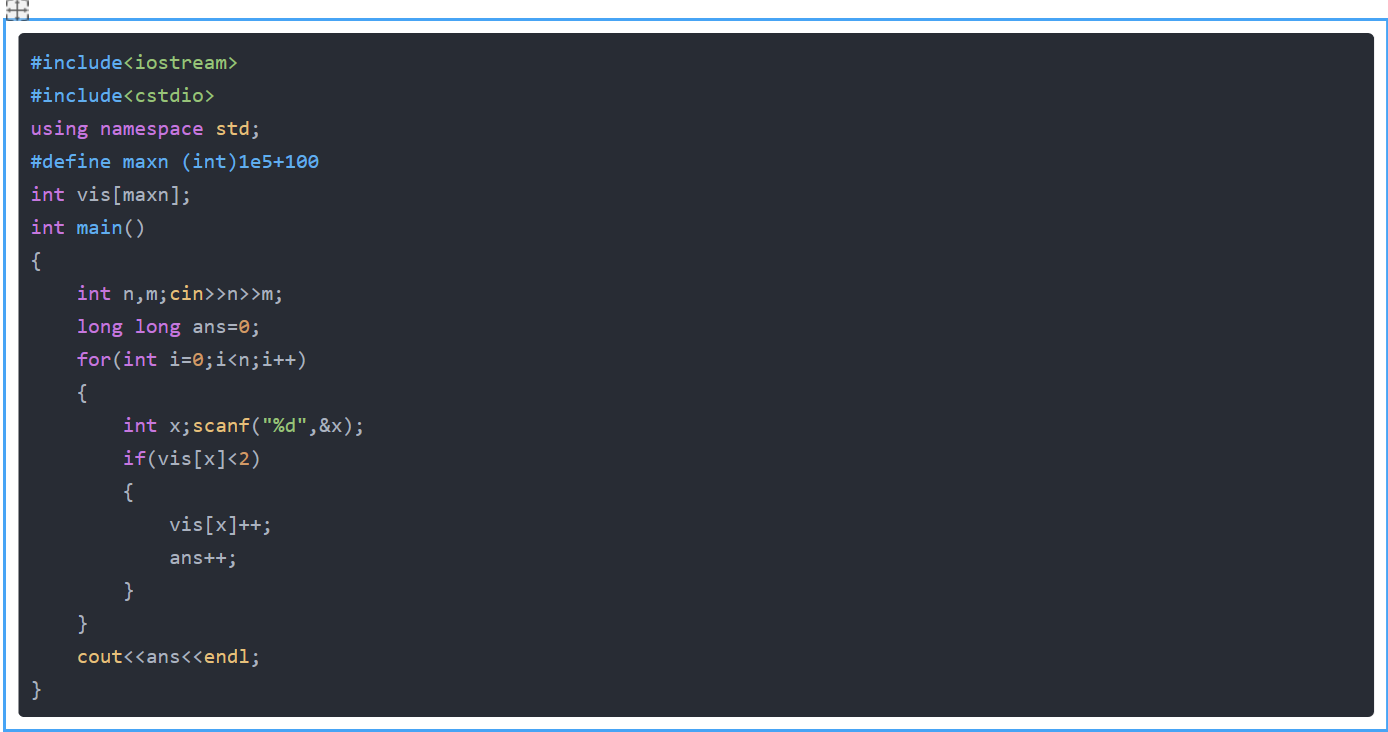 #include<iostream>
#include<cstdio>
using namespace std;
#define maxn (int)1e5+100
int vis[maxn];
int main()
{
    int n,m;cin>>n>>m;
    long long ans=0;
    for(int i=0;i<n;i++)
    {
        int x;scanf("%d",&x);
        if(vis[x]<2)
        {
            vis[x]++;
            ans++;
        }
    }
    cout<<ans<<endl;
}